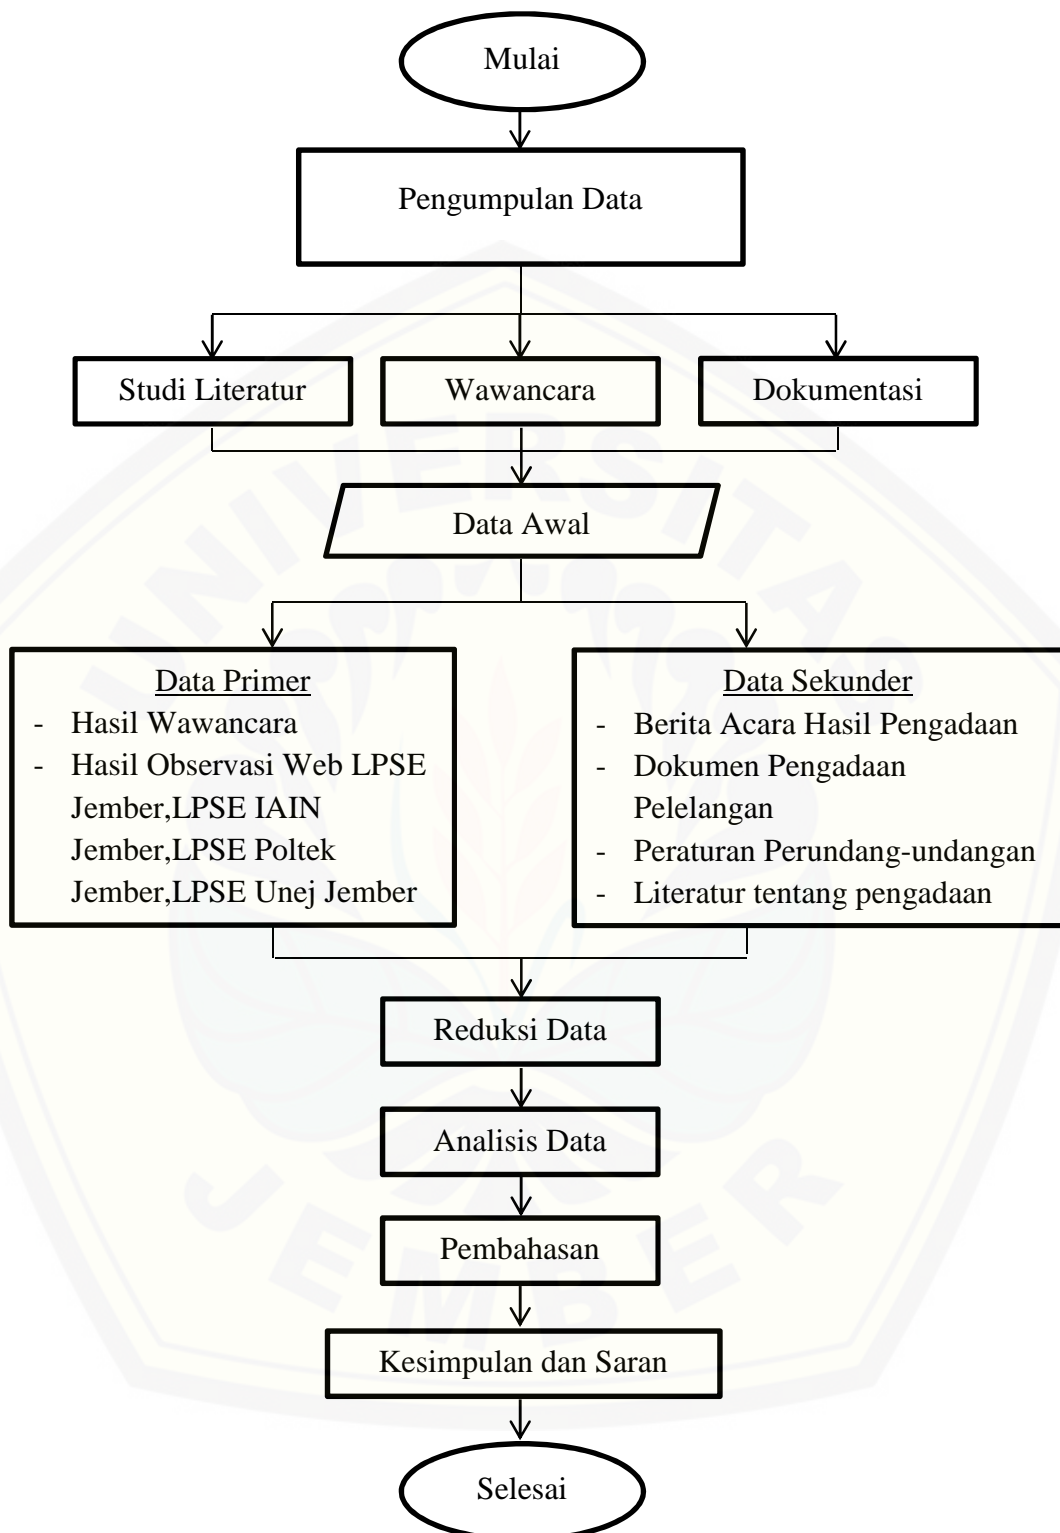 Mulai
Pengumpulan Data
Studi Literatur
Wawancara
Dokumentasi
Data Awal
Data Primer
- Hasil Wawancara
- Hasil Observasi Web LPSE
Jember,LPSE IAIN
Jember,LPSE Poltek
Jember,LPSE Unej Jember
Data Sekunder
- Berita Acara Hasil Pengadaan
- Dokumen Pengadaan
Pelelangan
- Peraturan Perundang-undangan
- Literatur tentang pengadaan
Reduksi Data
Analisis Data
Pembahasan
Kesimpulan dan Saran
Selesai
UNIVERSITAS
JEMBER